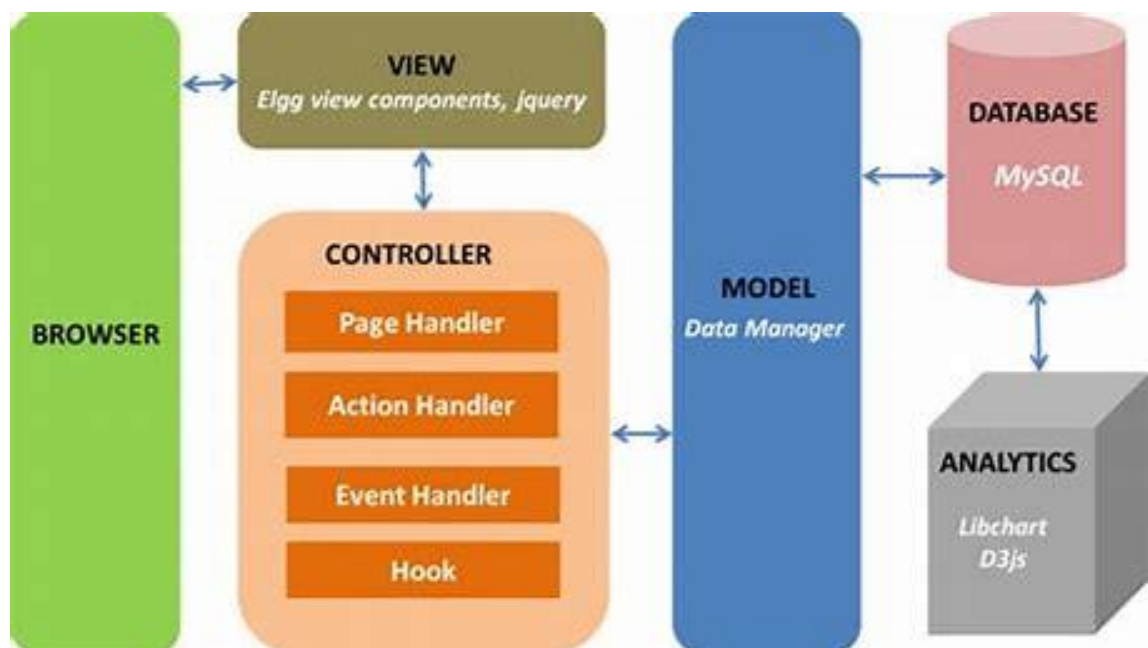 BROWSER
VIEW
Elgg view components, jquery
CONTROLLER
Page Handler
Action Handler
Event Handler
Hook
MODEL
Data Manager
DATABASE
MySQL
ANALYTICS
Libchart
D3js